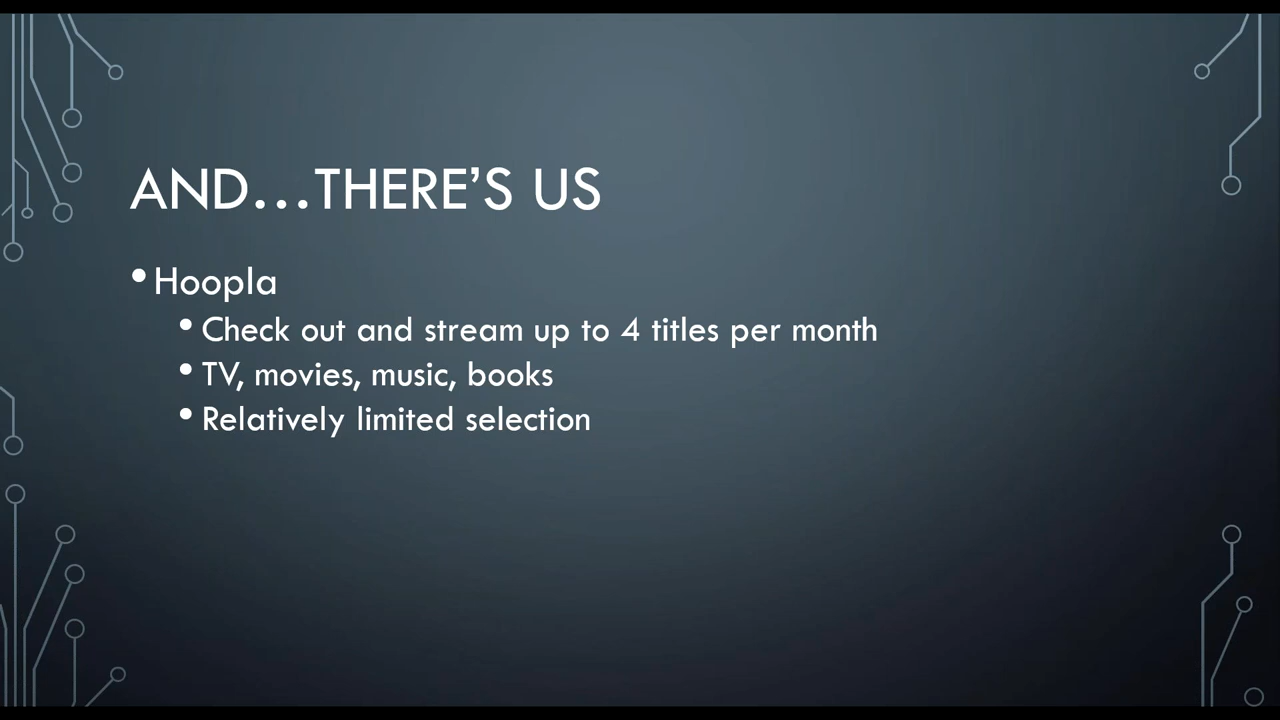 AND...THERE'S US
• Hoopla
• Check out and stream up to 4 titles per month
• TV, movies, music, books
• Relatively limited selection